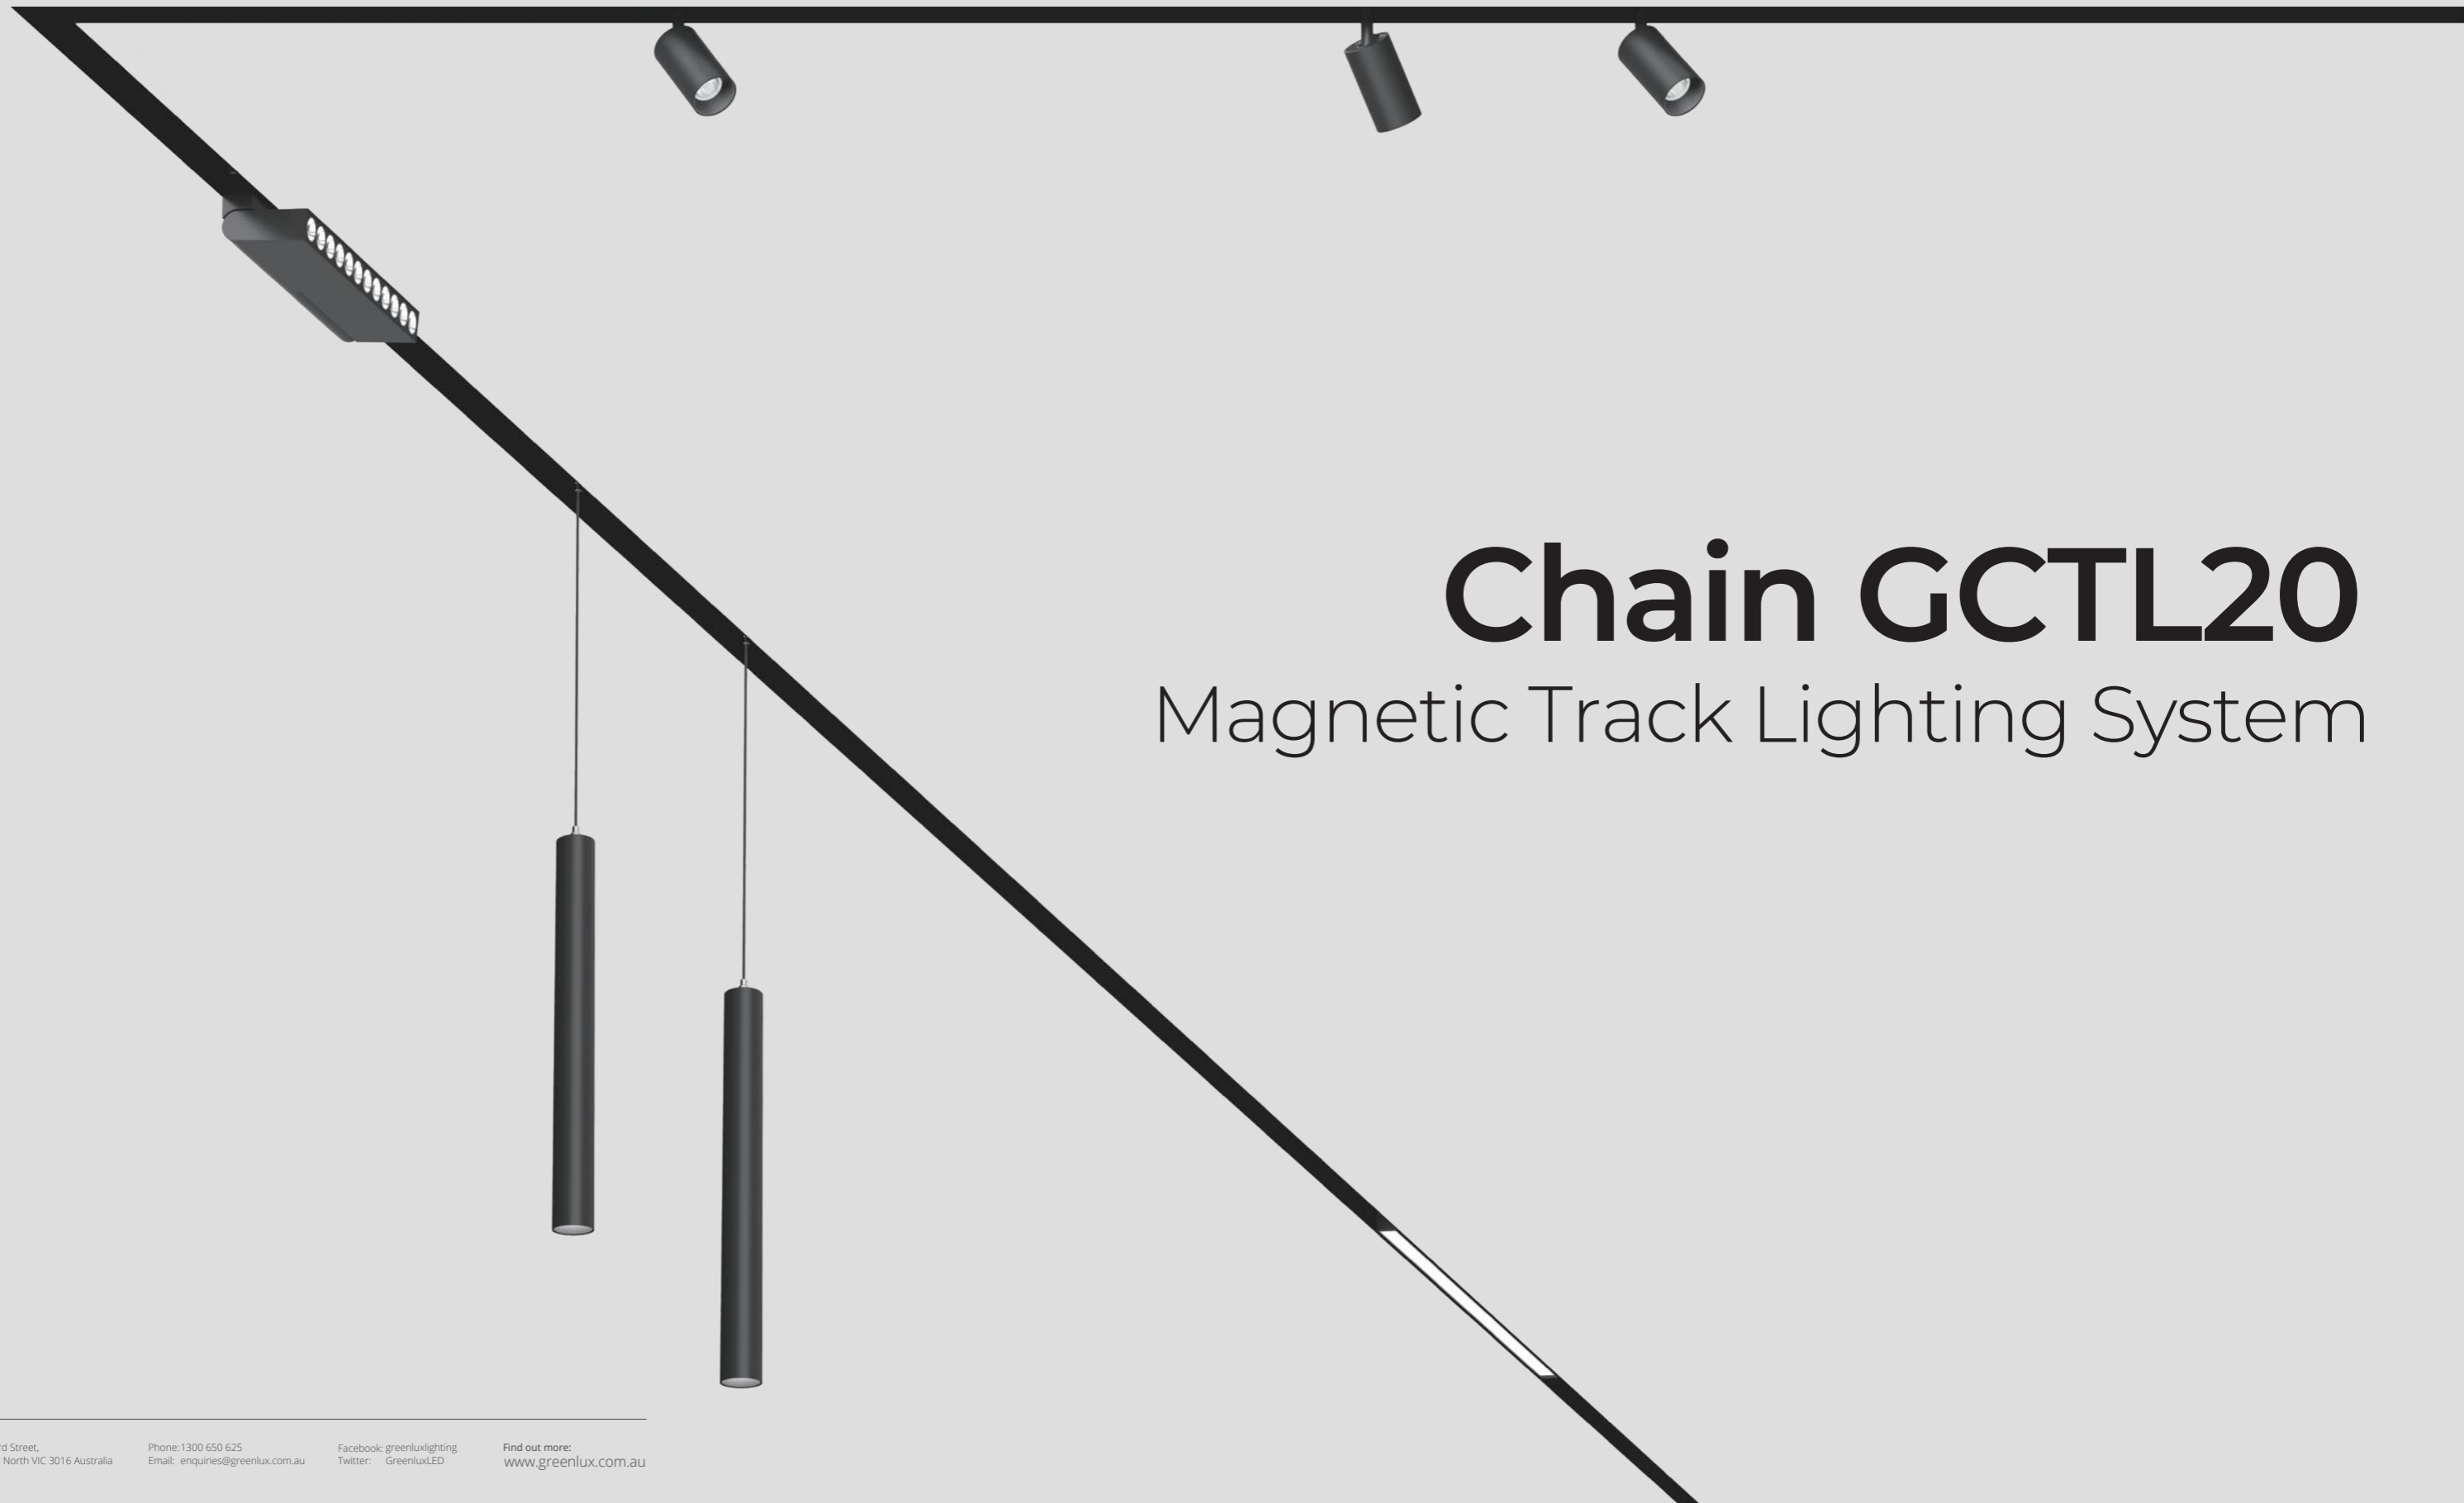 Chain GCTL20
Magnetic Track Lighting System
Street,
North VIC 3016 Australia
Phone: 1300 650 625
Email: enquiries@greenlux.com.au
Facebook: greenluxlighting
Twitter: GreenluxLED
Find out more:
www.greenlux.com.au